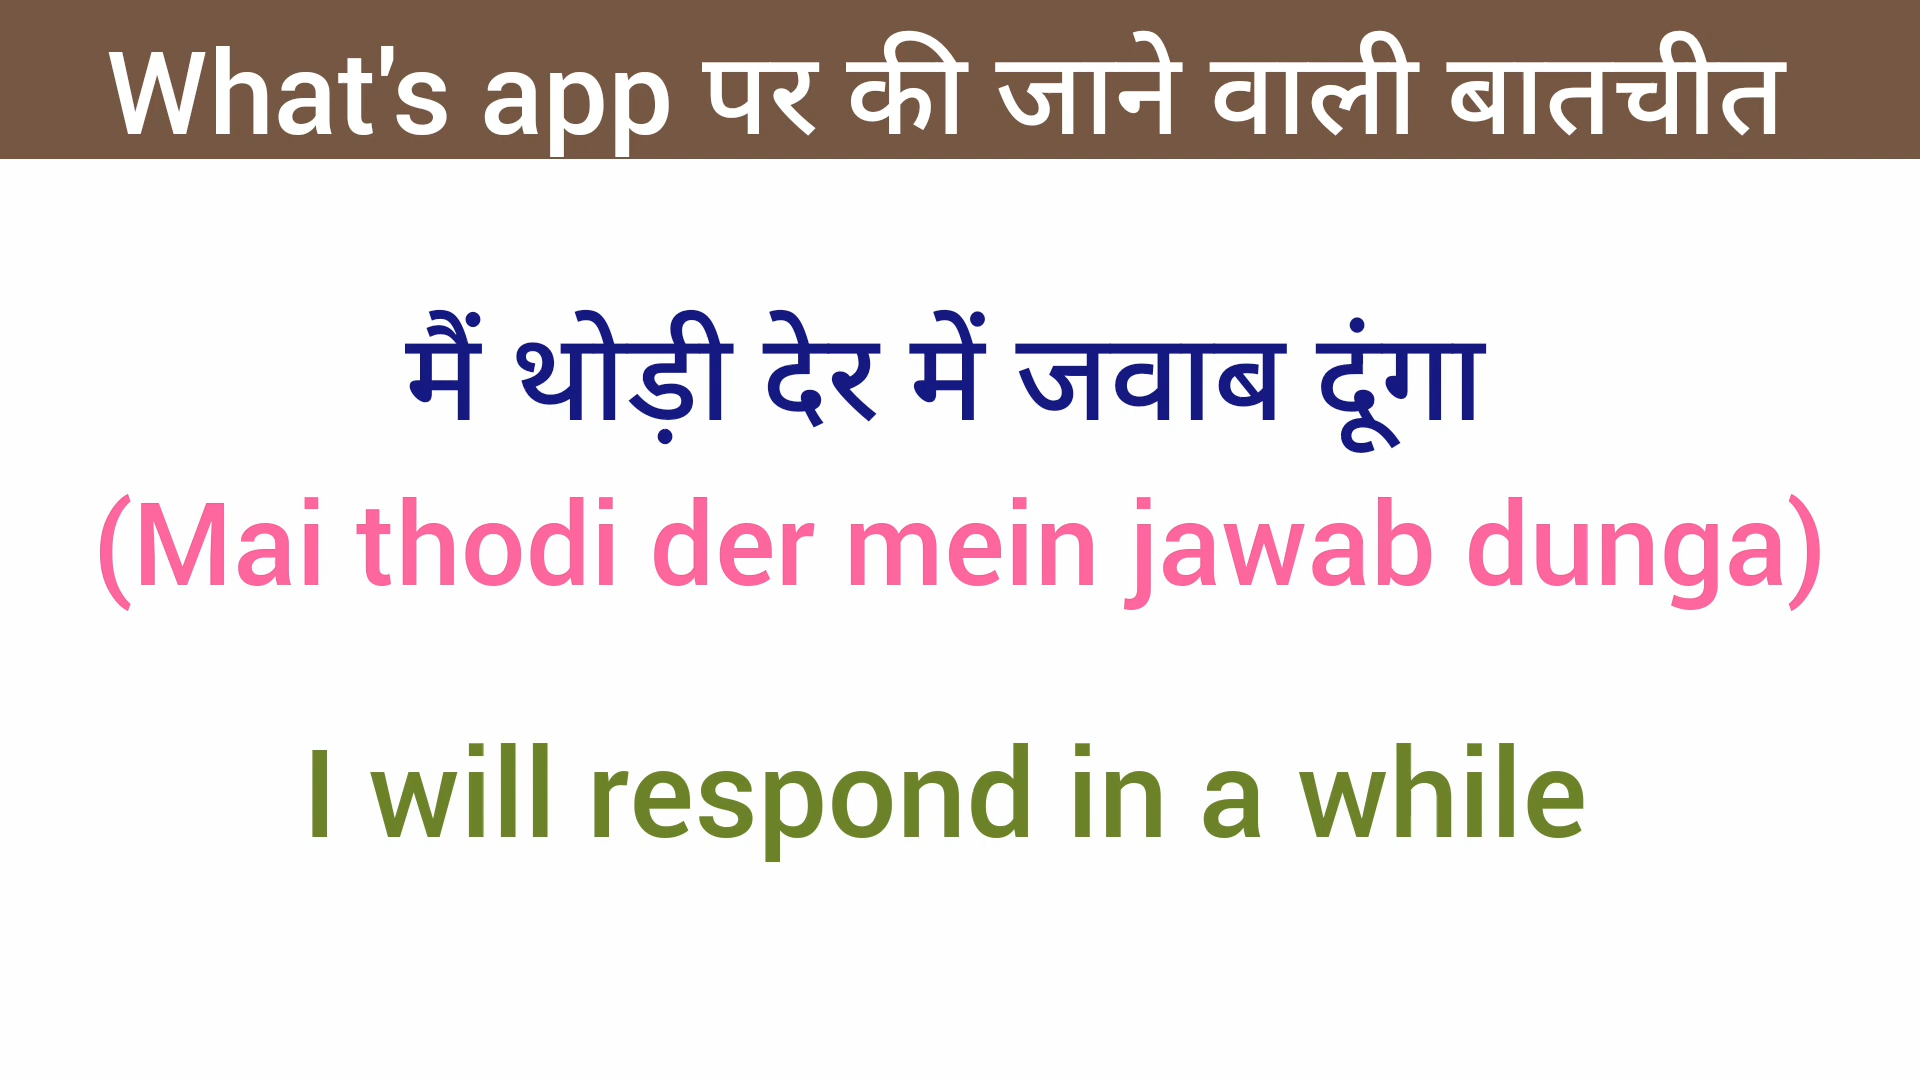 What's app पर की जाने वाली बातचीत
मैं थोड़ी देर में जवाब दूंगा
(Mai thodi der mein jawab dunga)
I will respond in a while